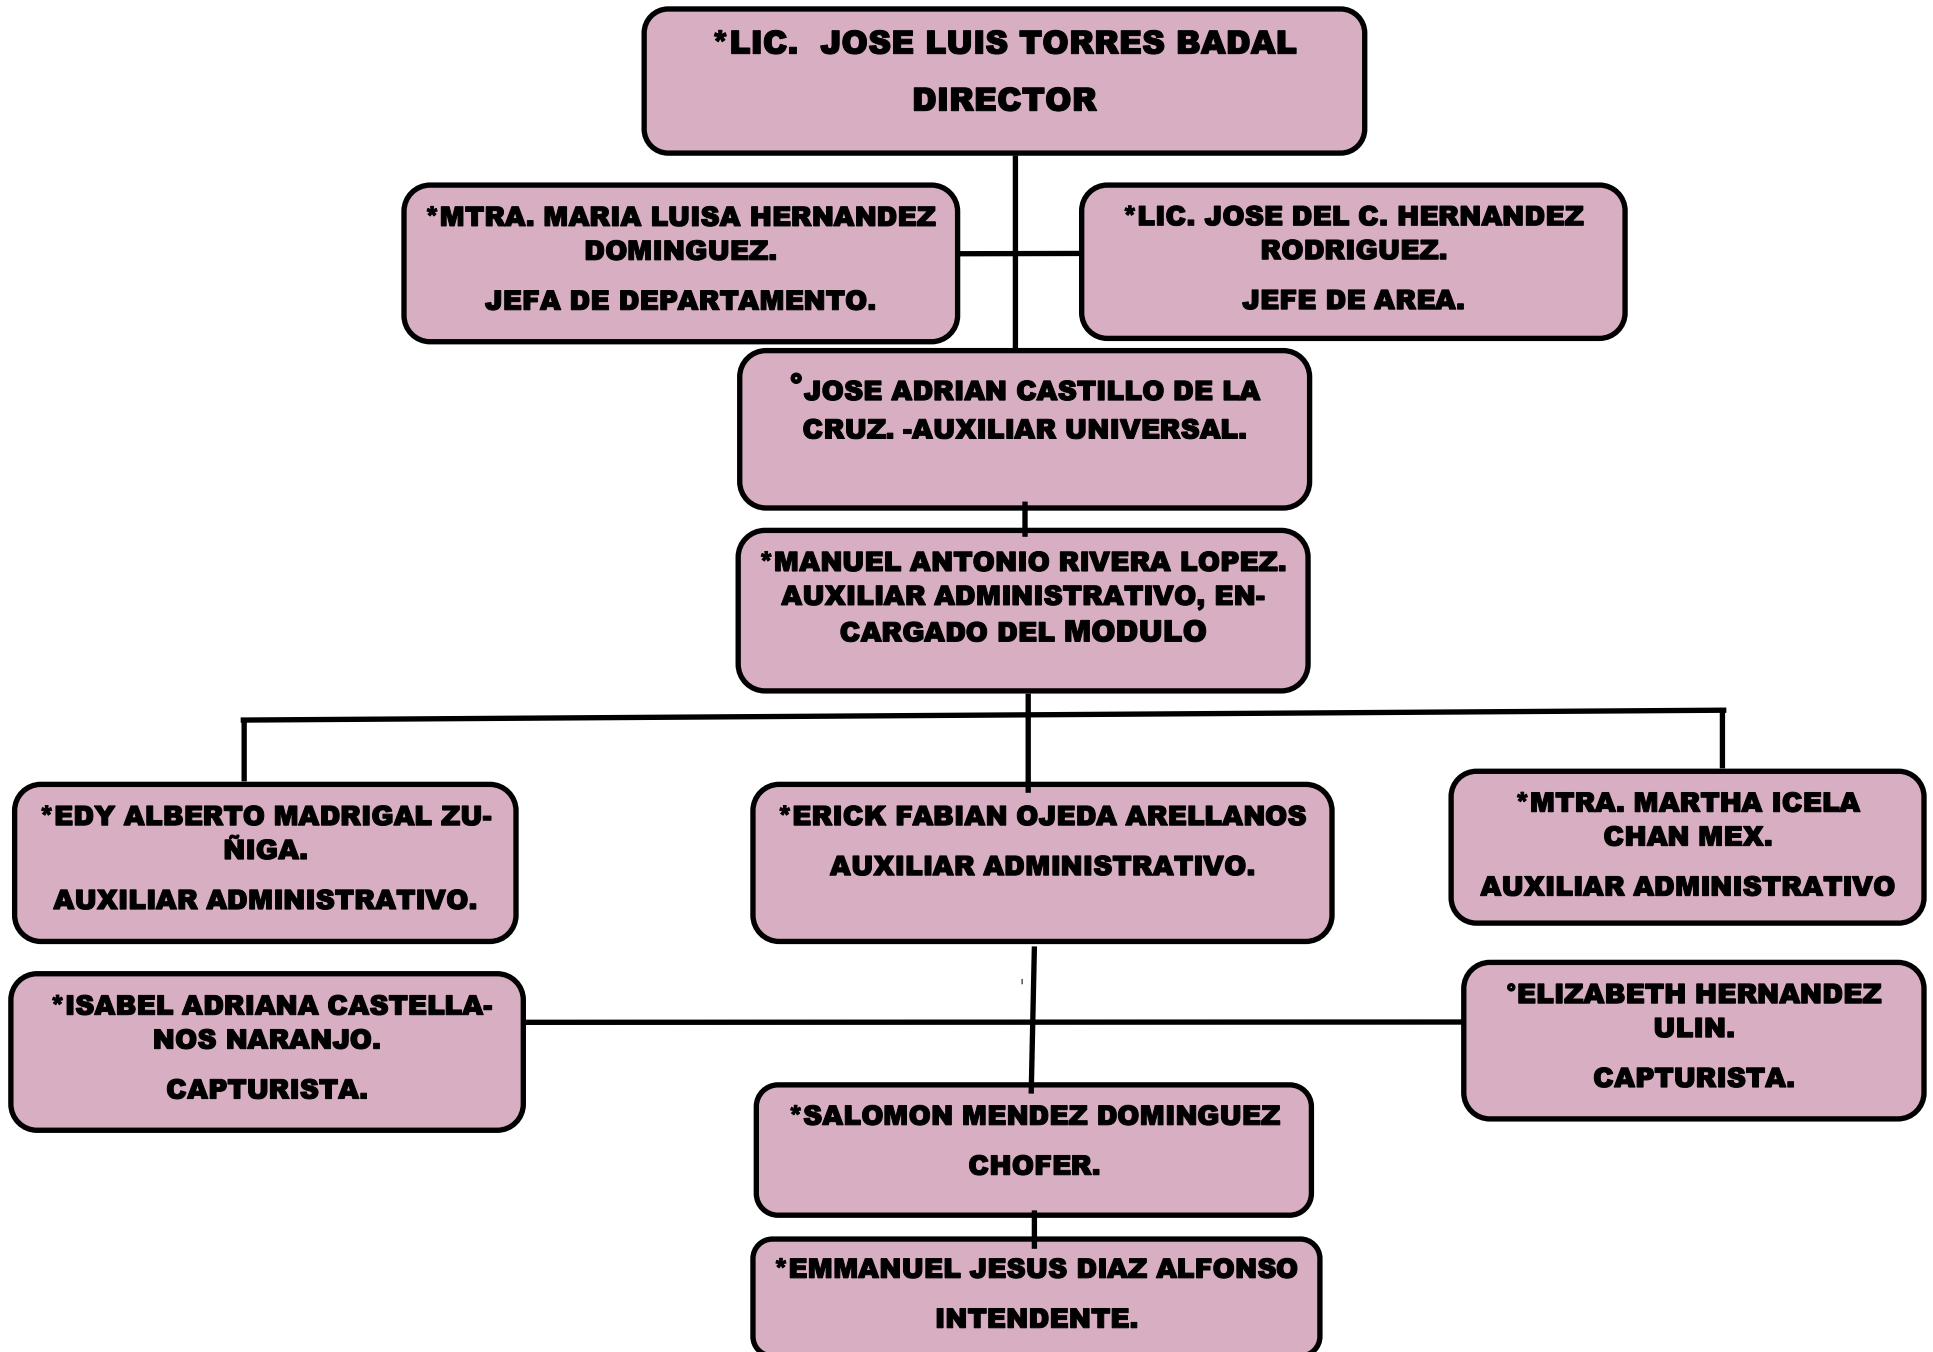 *LIC.  JOSE LUIS TORRES BADAL
DIRECTOR
*MTRA. MARIA LUISA HERNANDEZ
DOMINGUEZ.
JEFA DE DEPARTAMENTO.
*LIC. JOSE DEL C. HERNANDEZ
RODRIGUEZ.
JEFE DE AREA.
°JOSE ADRIAN CASTILLO DE LA
CRUZ. -AUXILIAR UNIVERSAL.
*MANUEL ANTONIO RIVERA LOPEZ.
AUXILIAR ADMINISTRATIVO, EN-
CARGADO DEL MODULO
*EDY ALBERTO MADRIGAL ZU-
ÑIGA.
AUXILIAR ADMINISTRATIVO.
*ERICK FABIAN OJEDA ARELLANOS
AUXILIAR ADMINISTRATIVO.
*MTRA. MARTHA ICELA
CHAN MEX.
AUXILIAR ADMINISTRATIVO
*ISABEL ADRIANA CASTELLA-
NOS NARANJO.
CAPTURISTA.
°ELIZABETH HERNANDEZ
ULIN.
CAPTURISTA.
*SALOMON MENDEZ DOMINGUEZ
CHOFER.
*EMMANUEL JESUS DIAZ ALFONSO
INTENDENTE.